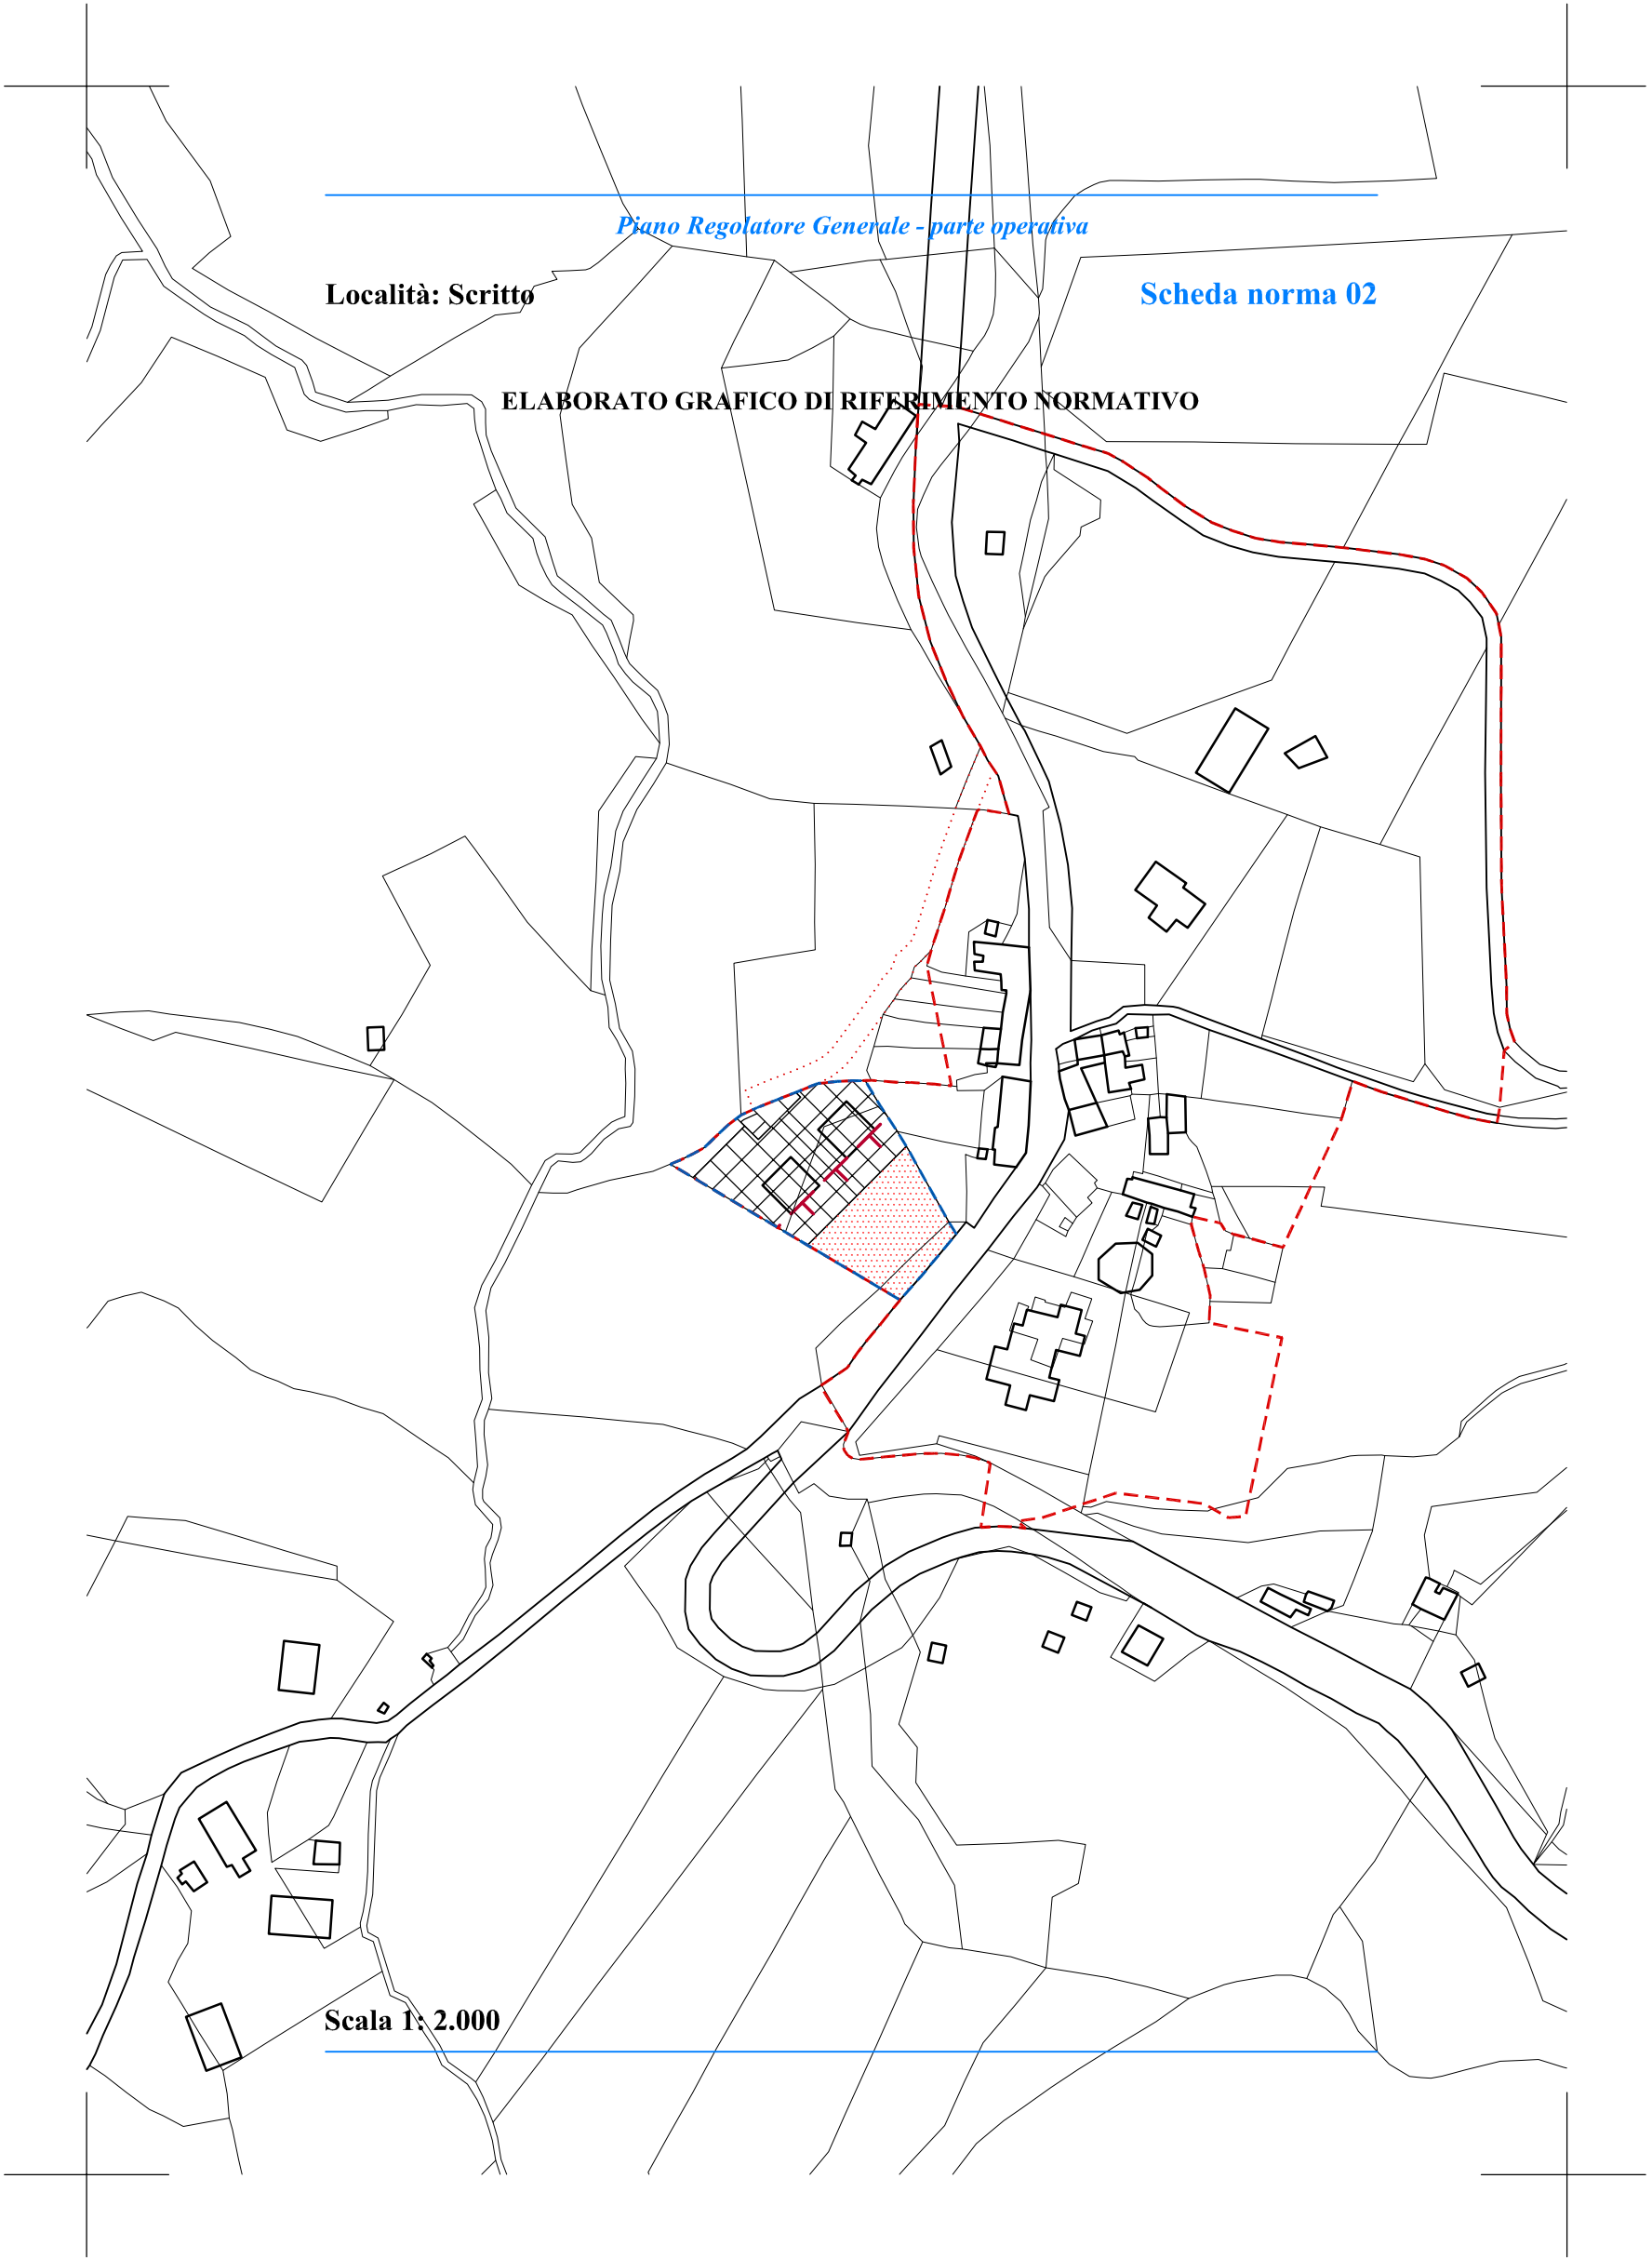 Piano Regolatore Generale - parte operativa
Località: Scritto
Scheda norma 02
ELABORATO GRAFICO DI RIFERIMENTO NORMATIVO
Scala 1: 2.000